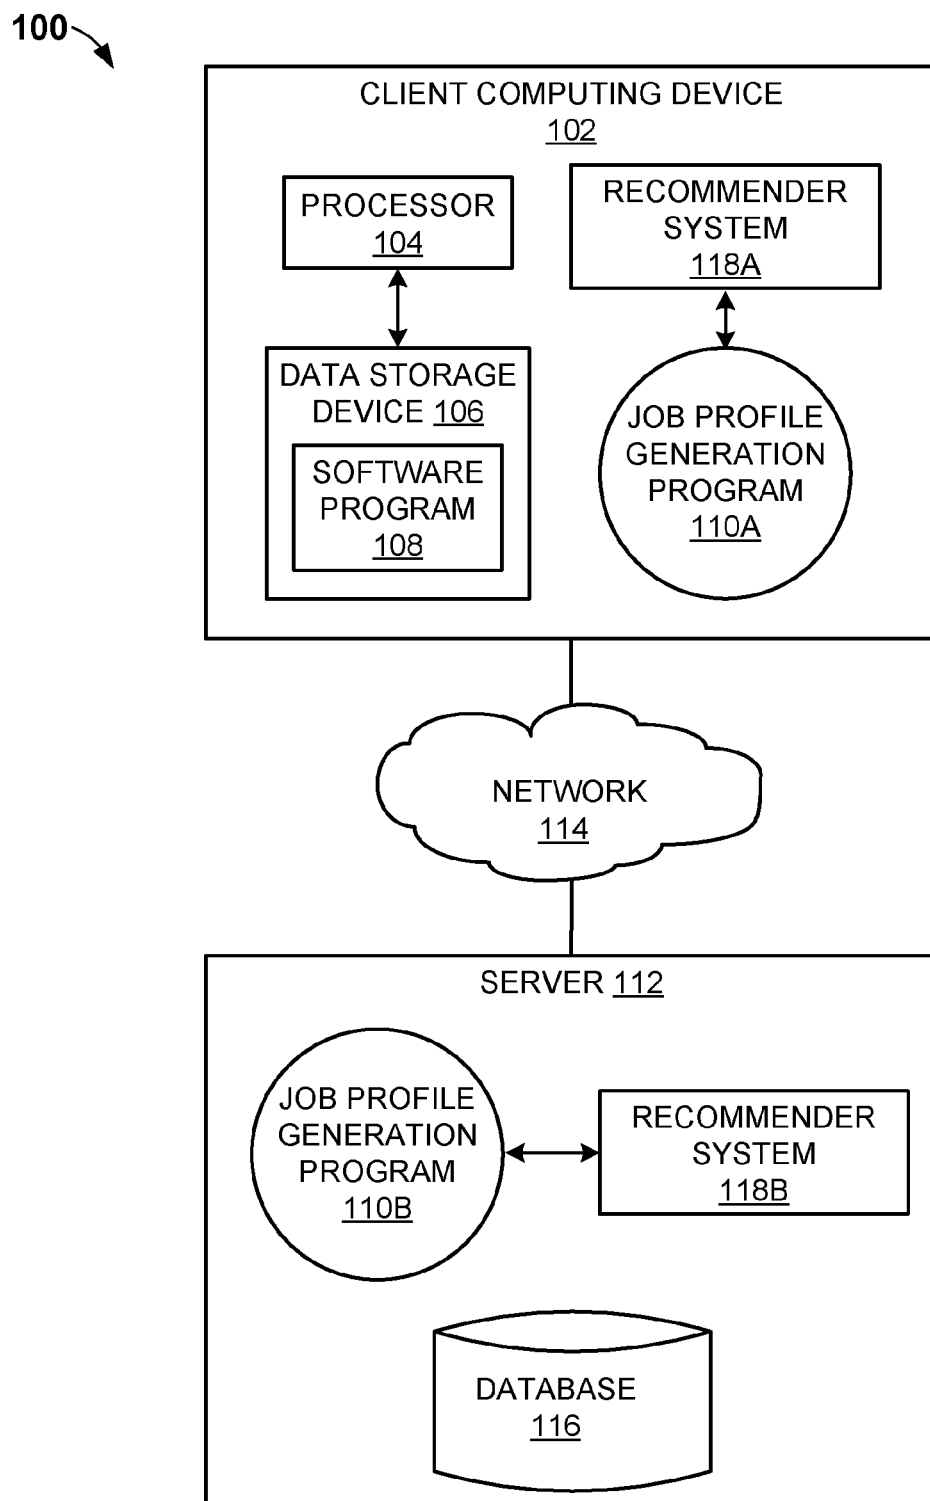 100
CLIENT COMPUTING DEVICE
102
PROCESSOR
104
RECOMMENDER
SYSTEM
118A
DATA STORAGE
DEVICE 106
SOFTWARE
PROGRAM
108
JOB PROFILE
GENERATION
PROGRAM
110A
NETWORK
114
SERVER 112
JOB PROFILE
GENERATION
PROGRAM
110B
RECOMMENDER
SYSTEM
118B
DATABASE
116